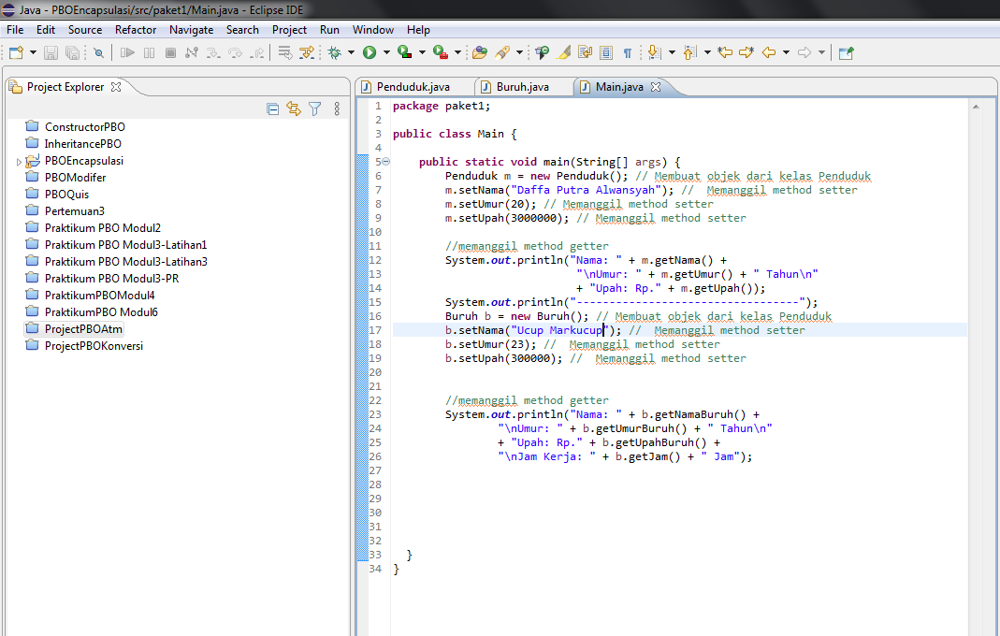 Java - PBOEncapsulasi/src/paket1/Main.java - Eclipse IDE
File Edit Source Refactor Navigate Search Project Run Window Help
Project Explorer
ConstructorPBO
InheritancePBO
PBOEncapsulasi
PBOModifer
PBOQuis
Pertemuan3
Praktikum PBO Modul2
Praktikum PBO Modul3-Latihan1
Praktikum PBO Modul3-Latihan3
Praktikum PBO Modul3-PR
PraktikumPBOModul4
PraktikumPBO Modul6
ProjectPBOAtm
ProjectPBOKonversi
Penduduk.java Buruh.java Main.java
1 package paket1;
2
3 public class Main {
4
5 public static void main(String[] args) {
6 Penduduk m = new Penduduk(); // Membuat objek dari kelas Penduduk
7 m.setNama("Daffa Putra Alwansyah"); // Memanggil method setter
8 m.setUmur(20); // Memanggil method setter
9 m.setUpah(3000000); // Memanggil method setter
10
11 //memanggil method getter
12 System.out.println("Nama: " + m.getNama() +
13 "\nUmur: " + m.getUmur() + " Tahun\n"
14 + "Upah: Rp." + m.getUpah());
15 System.out.println("----------------------------------");
16 Buruh b = new Buruh(); // Membuat objek dari kelas Penduduk
17 b.setNama("Ucup Markucup"); // Memanggil method setter
18 b.setUmur(23); // Memanggil method setter
19 b.setUpah(300000); // Memanggil method setter
20
21
22 //memanggil method getter
23 System.out.println("Nama: " + b.getNamaBuruh() +
24 "\nUmur: " + b.getUmurBuruh() + " Tahun\n"
25 + "Upah: Rp." + b.getUpahBuruh() +
26 "\nJam Kerja: " + b.getJam() + " Jam");
27
28
29
30
31
32
33 }
34 }